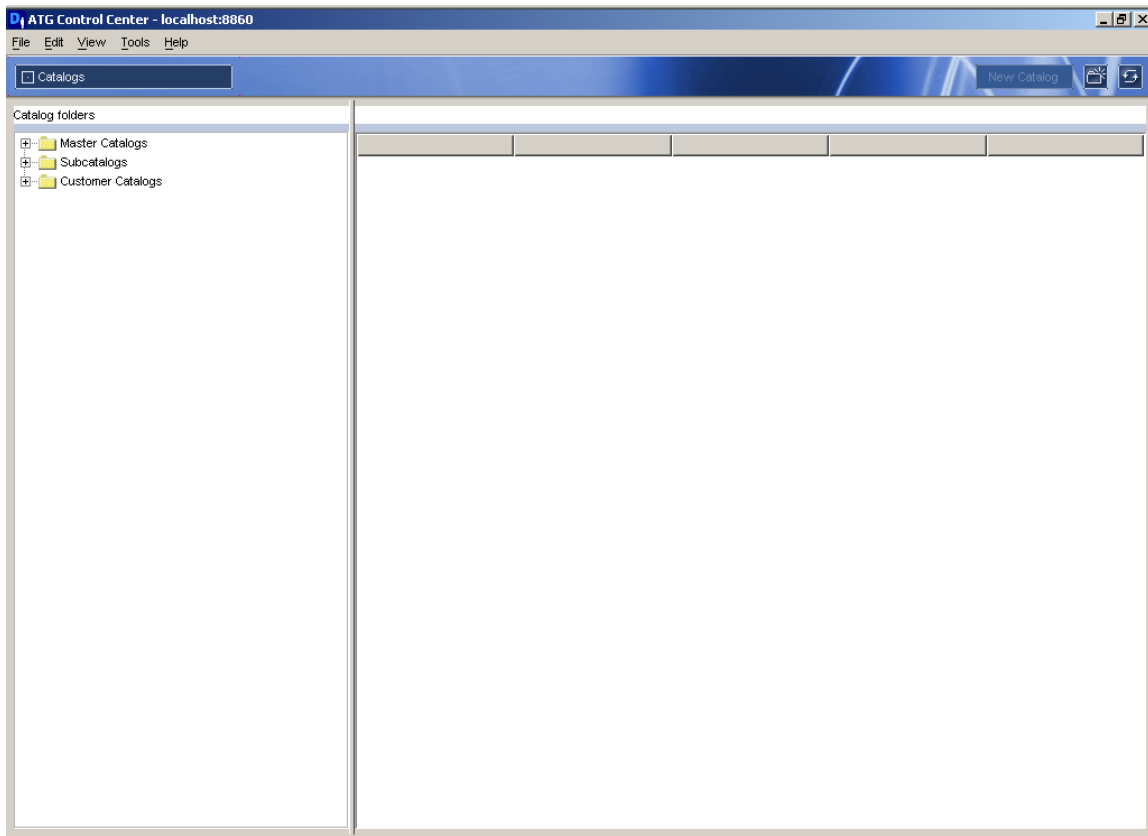 ATG Control Center - localhost:8860
File Edit View Tools Help
Catalogs
New Catalog
Catalog folders
Master Catalogs
Subcatalogs
Customer Catalogs